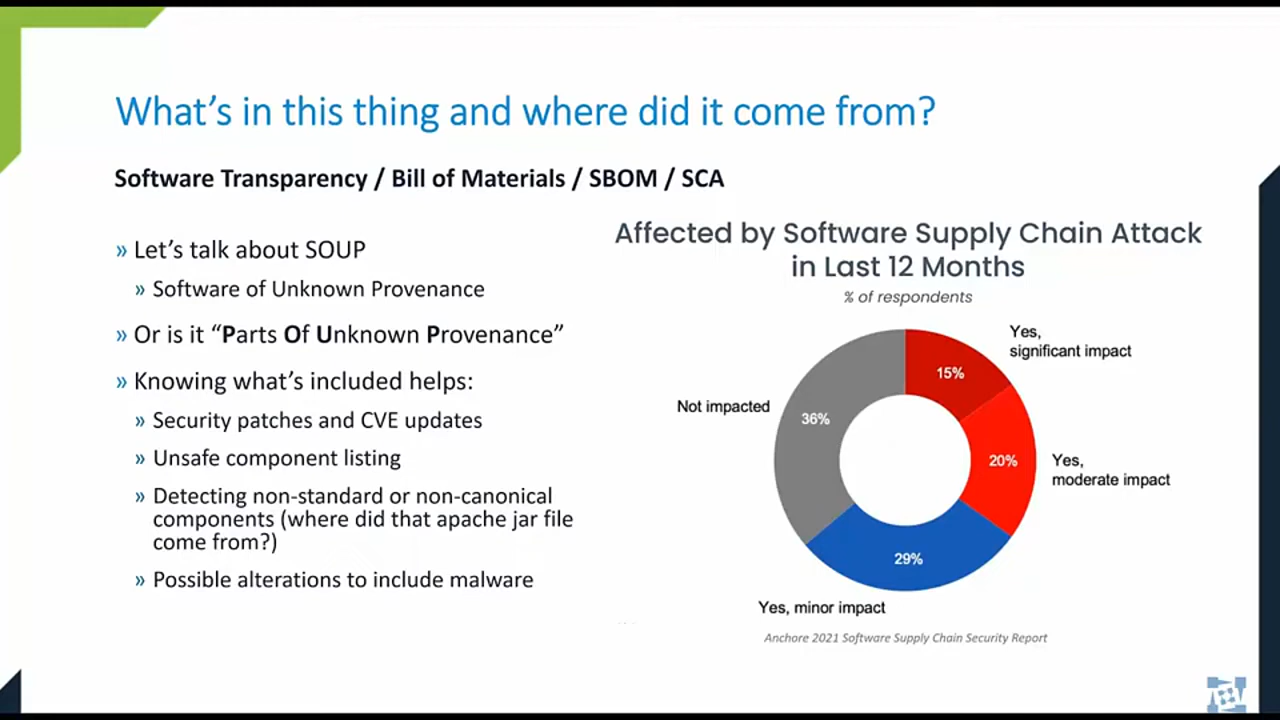 What's in this thing and where did it come from?
Software Transparency / Bill of Materials / SBOM / SCA
» Let's talk about SOUP
» Software of Unknown Provenance
» Or is it “Parts Of Unknown Provenance”
» Knowing what's included helps:
» Security patches and CVE updates
» Unsafe component listing
» Detecting non-standard or non-canonical
components (where did that apache jar file
come from?)
» Possible alterations to include malware
Affected by Software Supply Chain Attack
in Last 12 Months
% of respondents
Yes,
significant impact
15%
Not impacted
36%
20%
Yes,
moderate impact
29%
Yes, minor impact
Anchore 2021 Software Supply Chain Security Report